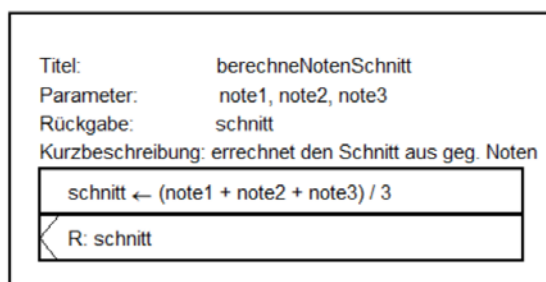 Titel: berechneNotenSchnitt
Parameter: note1, note2, note3
Rückgabe: schnitt
Kurzbeschreibung: errechnet den Schnitt aus geg. Noten
schnitt ← (note1 + note2 + note3) / 3
R: schnitt